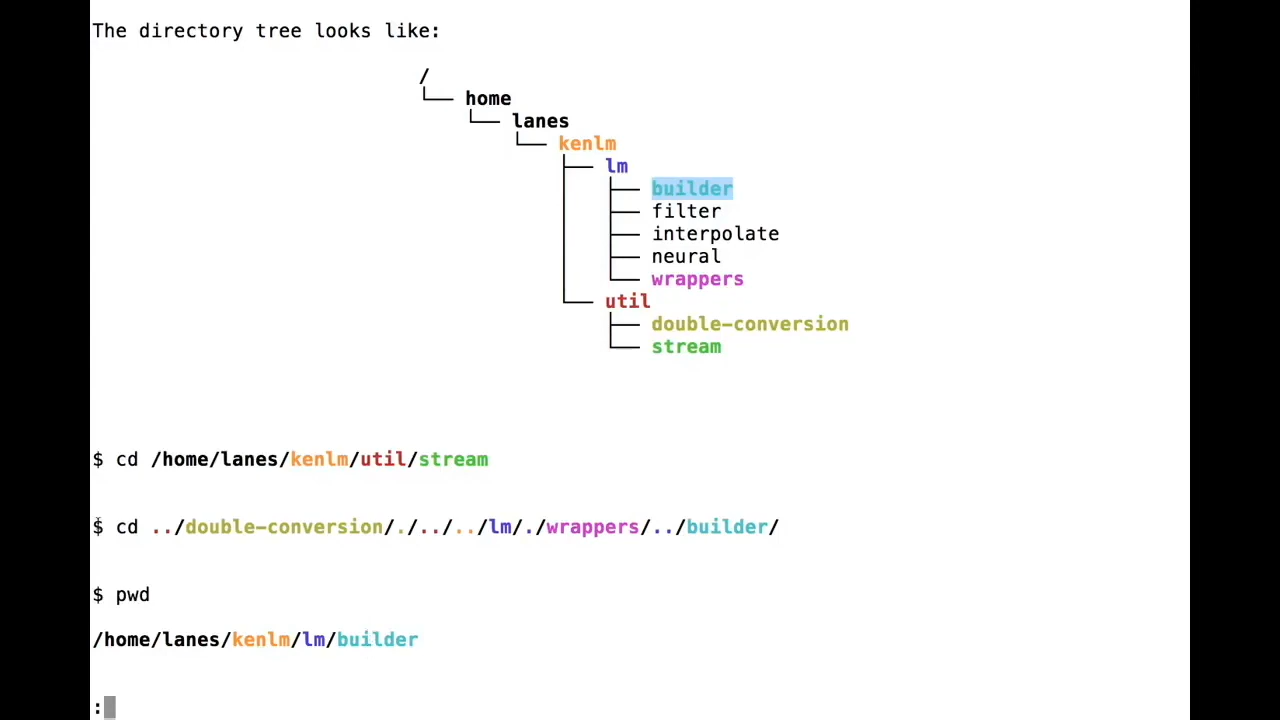 The directory tree looks like:
/
└── home
└── lanes
└── kenlm
├── lm
├── builder
├── filter
├── interpolate
├── neural
└── wrappers
└── util
├── double-conversion
└── stream
$ cd /home/lanes/kenlm/util/stream
$ cd ../double-conversion/./../../lm/./wrappers/../builder/
$ pwd
/home/lanes/kenlm/lm/builder
: